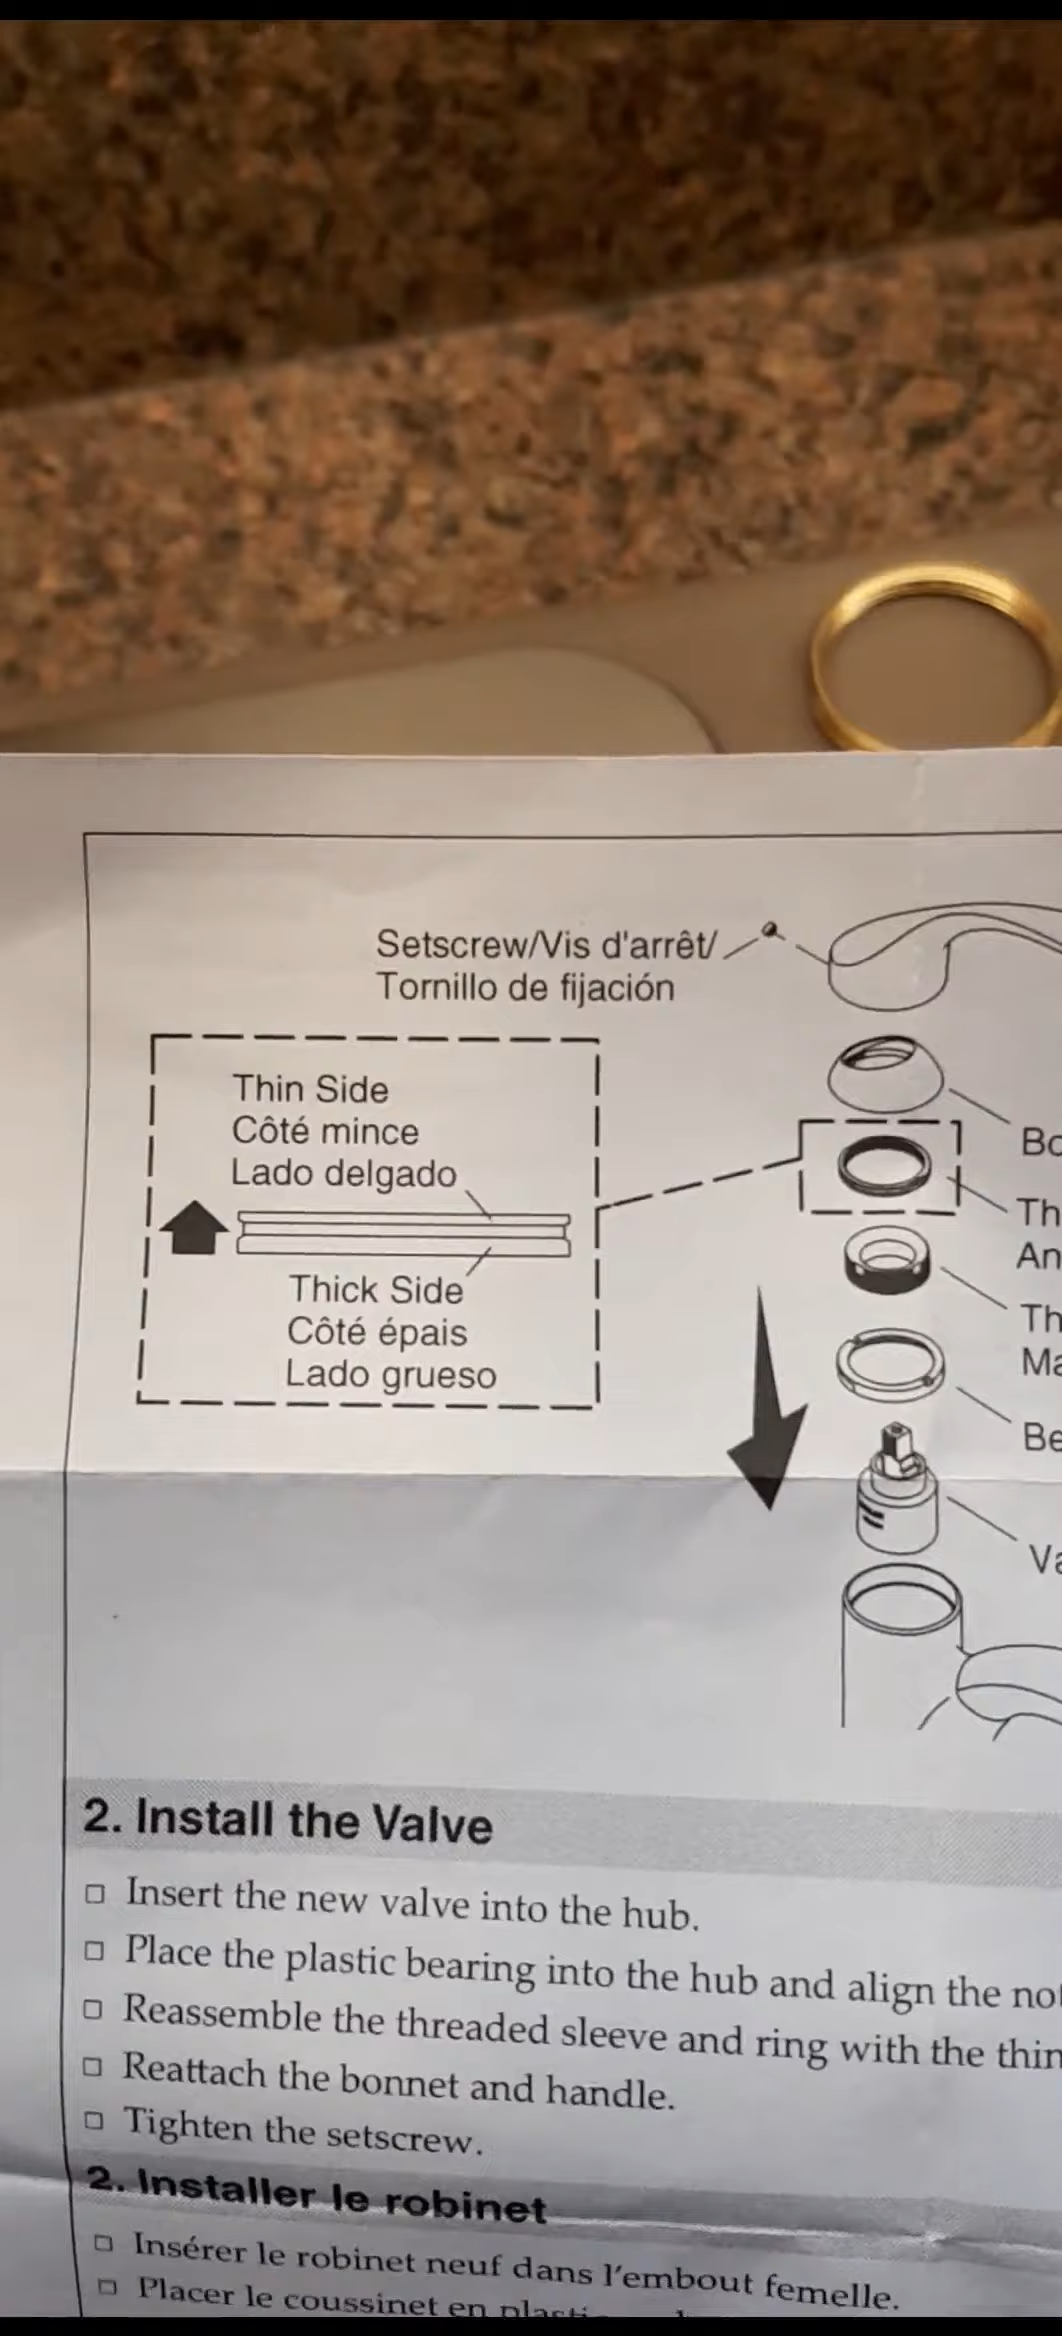 Setscrew/Vis d'arrêt/
Tornillo de fijación
Thin Side
Côté mince
Lado delgado
Thick Side
Côté épais
Lado grueso
2. Install the Valve
Insert the new valve into the hub.
Place the plastic bearing into the hub and align the
Reassemble the threaded sleeve and ring with the
Reattach the bonnet and handle.
Tighten the setscrew.
2. Installer le robinet
Insérer le robinet neuf dans l'embout femelle.
Placer le coussinet en